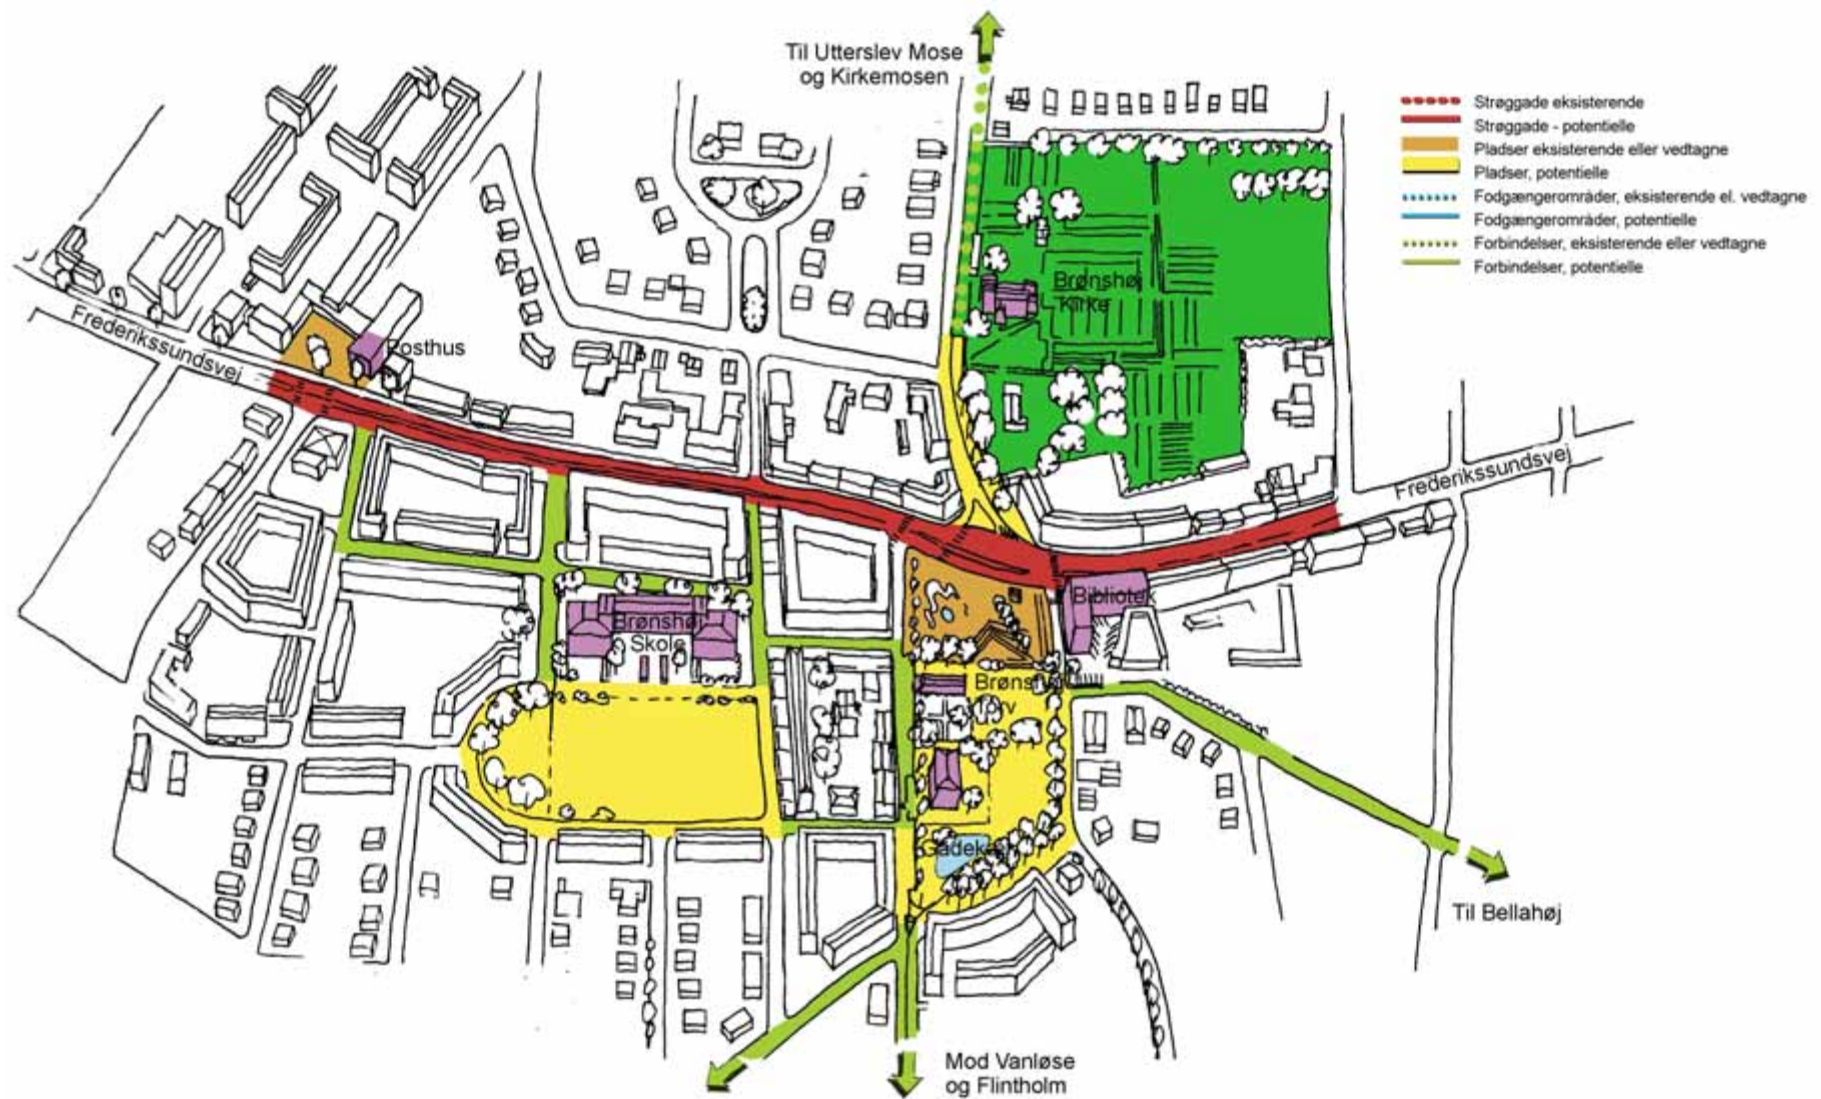 Til Utterslev Mose
og Kirkemosen
Strøggade eksisterende
Strøggade - potentielle
Pladser eksisterende eller vedtagne
Pladser, potentielle
Fodgængerområder, eksisterende el. vedtagne
Fodgængerområder, potentielle
Forbindelser, eksisterende eller vedtagne
Forbindelser, potentielle
Brønshøj
Kirke
Frederikssundsvej
Posthus
Frederikssundsvej
Bibliotek
Brønshøj
Skole
Torv
Til Bellahøj
Mod Vanløse
og Flintholm